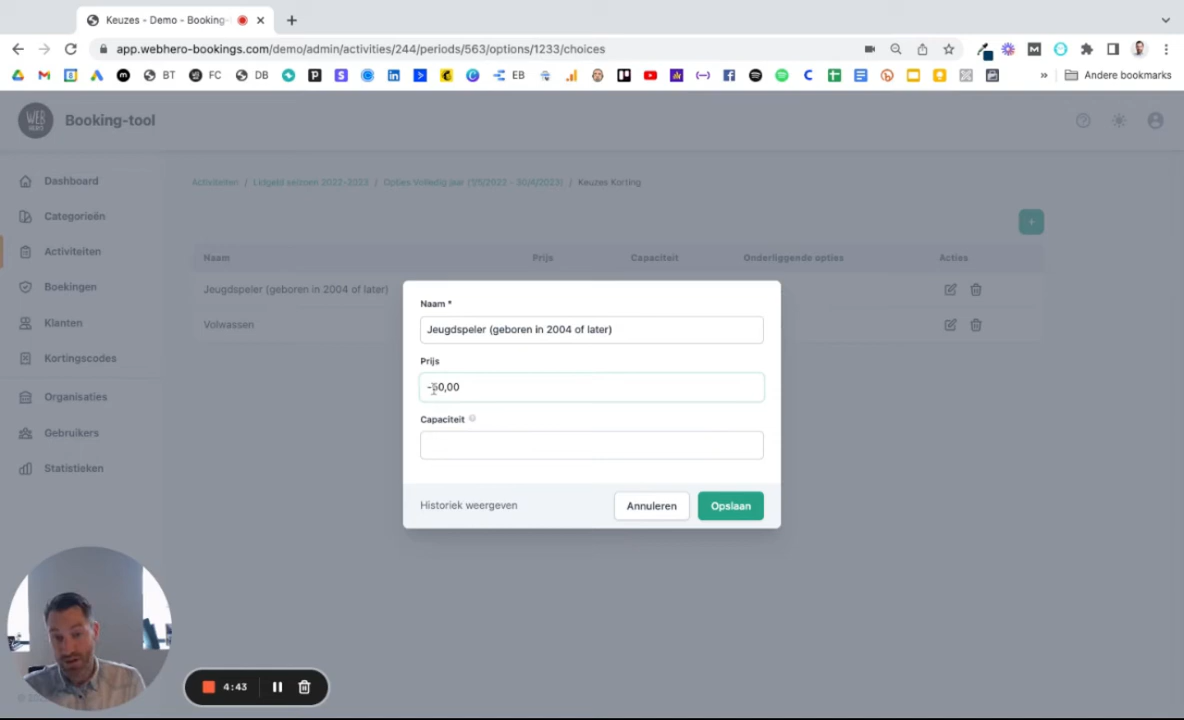 Keuzes - Demo - Booking-
app.webhero-bookings.com/demo/admin/activities/244/periods/563/options/1233/choices
BT
FC
DB
EB
Andere bookmarks
WEB
Booking-tool
Dashboard
Categorieën
Activiteiten
Boekingen
Klanten
Kortingscodes
Organisaties
Gebruikers
Statistieken
Activiteiten / Lidgeld seizoen 2022-2023 / Opties Volledig jaar (1/5/2022 - 30/4/2023) / Keuzes Korting
+
Naam Prijs Capaciteit Onderliggende opties Acties
Jeugdspeler (geboren in 2004 of later)
Volwassen
Naam *
Jeugdspeler (geboren in 2004 of later)
Prijs
-50,00
Capaciteit
Historiek weergeven
Annuleren
Opslaan
4:43